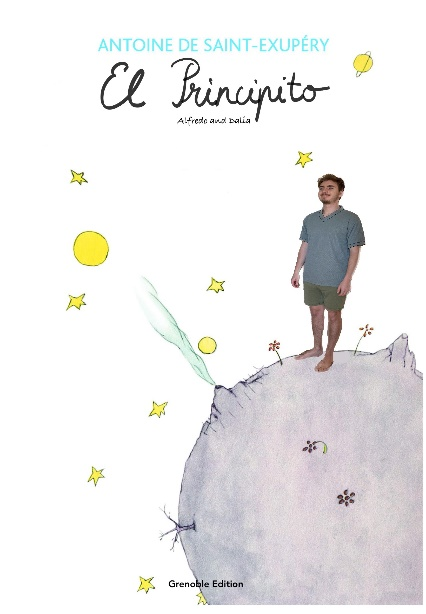 ANTOINE DE SAINT-EXUPÉRY
El Principito
Alfredo and Dalia
Grenoble Edition